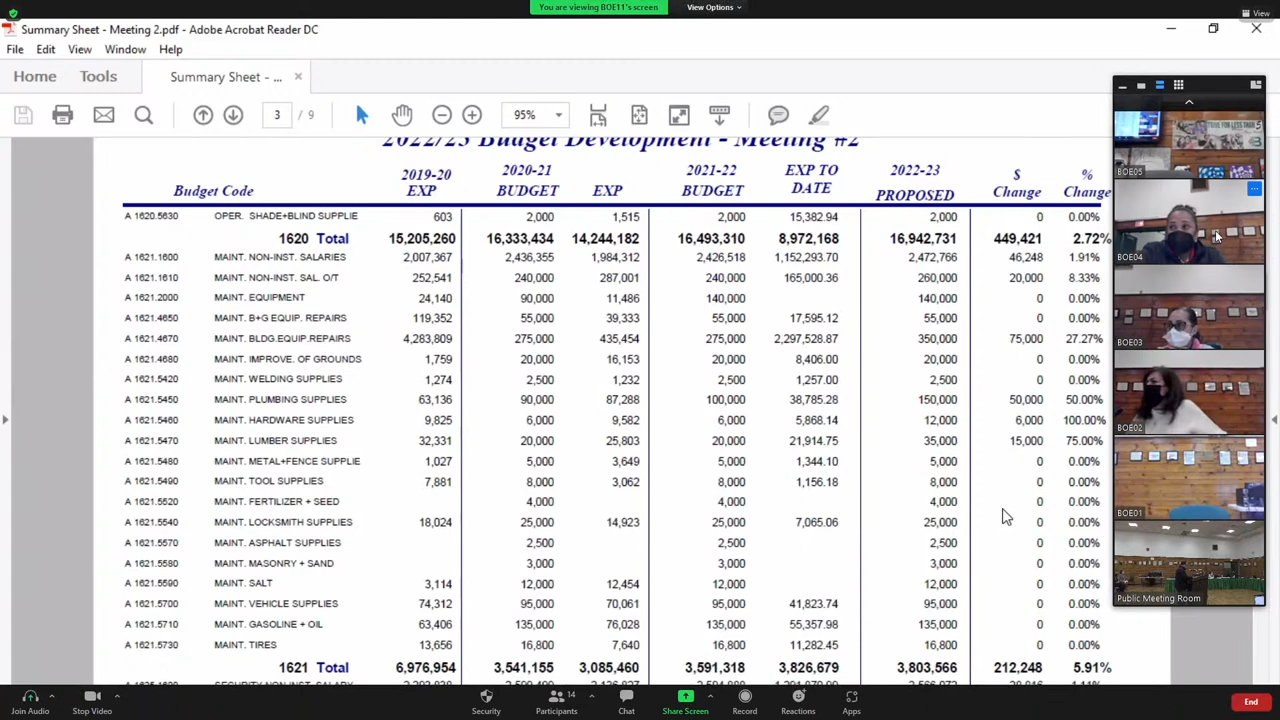 You are viewing BOE11's screen View Options
View
Summary Sheet - Meeting 2.pdf - Adobe Acrobat Reader DC
File Edit View Window Help
Home Tools Summary Sheet - ... ×
3 / 9 95%
2022/23 Budget Development - Meeting #2
2019-20 2020-21 2021-22 EXP TO 2022-23 $ %
Budget Code EXP BUDGET EXP BUDGET DATE PROPOSED Change Change
A 1620.5630 OPER. SHADE+BLIND SUPPLIE 603 2,000 1,515 2,000 15,382.94 2,000 0 0.00%
1620 Total 15,205,260 16,333,434 14,244,182 16,493,310 8,972,168 16,942,731 449,421 2.72%
A 1621.1600 MAINT. NON-INST. SALARIES 2,007,367 2,436,355 1,984,312 2,426,518 1,152,293.70 2,472,766 46,248 1.91%
A 1621.1610 MAINT. NON-INST. SAL. O/T 252,541 240,000 287,001 240,000 165,000.36 260,000 20,000 8.33%
A 1621.2000 MAINT. EQUIPMENT 24,140 90,000 11,486 140,000 140,000 0 0.00%
A 1621.4650 MAINT. B+G EQUIP. REPAIRS 119,352 55,000 39,333 55,000 17,595.12 55,000 0 0.00%
A 1621.4670 MAINT. BLDG.EQUIP.REPAIRS 4,283,809 275,000 435,454 275,000 2,297,528.87 350,000 75,000 27.27%
A 1621.4680 MAINT. IMPROVE. OF GROUNDS 1,759 20,000 16,153 20,000 8,406.00 20,000 0 0.00%
A 1621.5420 MAINT. WELDING SUPPLIES 1,274 2,500 1,232 2,500 1,257.00 2,500 0 0.00%
A 1621.5450 MAINT. PLUMBING SUPPLIES 63,136 90,000 87,288 100,000 38,785.28 150,000 50,000 50.00%
A 1621.5460 MAINT. HARDWARE SUPPLIES 9,825 6,000 9,582 6,000 5,868.14 12,000 6,000 100.00%
A 1621.5470 MAINT. LUMBER SUPPLIES 32,331 20,000 25,803 20,000 21,914.75 35,000 15,000 75.00%
A 1621.5480 MAINT. METAL+FENCE SUPPLIE 1,027 5,000 3,649 5,000 1,344.10 5,000 0 0.00%
A 1621.5490 MAINT. TOOL SUPPLIES 7,881 8,000 3,062 8,000 1,156.18 8,000 0 0.00%
A 1621.5520 MAINT. FERTILIZER + SEED 4,000 4,000 4,000 0 0.00%
A 1621.5540 MAINT. LOCKSMITH SUPPLIES 18,024 25,000 14,923 25,000 7,065.06 25,000 0 0.00%
A 1621.5570 MAINT. ASPHALT SUPPLIES 2,500 2,500 2,500 0 0.00%
A 1621.5580 MAINT. MASONRY + SAND 3,000 3,000 3,000 0 0.00%
A 1621.5590 MAINT. SALT 3,114 12,000 12,454 12,000 12,000 0 0.00%
A 1621.5700 MAINT. VEHICLE SUPPLIES 74,312 95,000 70,061 95,000 41,823.74 95,000 0 0.00%
A 1621.5710 MAINT. GASOLINE + OIL 63,406 135,000 76,028 135,000 55,357.98 135,000 0 0.00%
A 1621.5730 MAINT. TIRES 13,656 16,800 7,640 16,800 11,282.45 16,800 0 0.00%
1621 Total 6,976,954 3,541,155 3,085,460 3,591,318 3,826,679 3,803,566 212,248 5.91%
BOE05
BOE04
BOE03
BOE02
BOE01
Public Meeting Room
Join Audio Stop Video Security Participants 14 Chat Share Screen Record Reactions Apps End